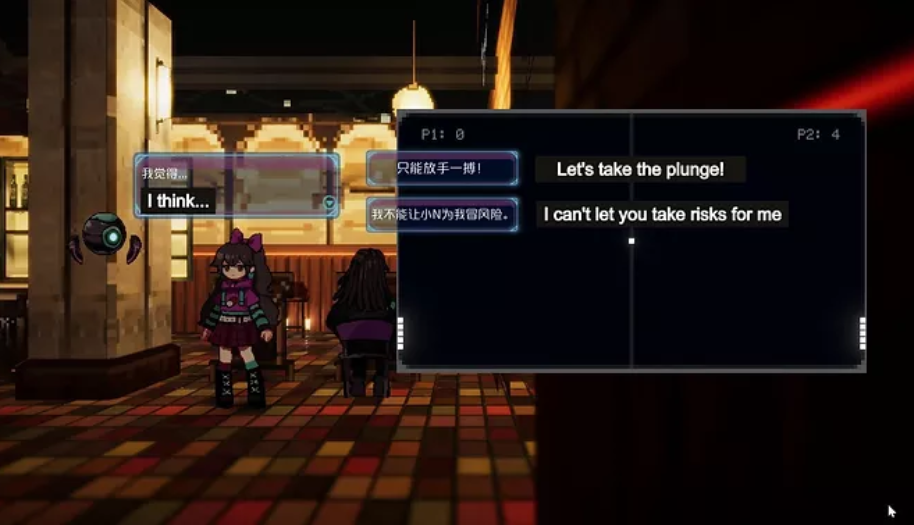 P1: 0
P2: 4
我觉得...
I think...
只能放手一搏!
Let's take the plunge!
我不能让小N为我冒风险。
I can't let you take risks for me